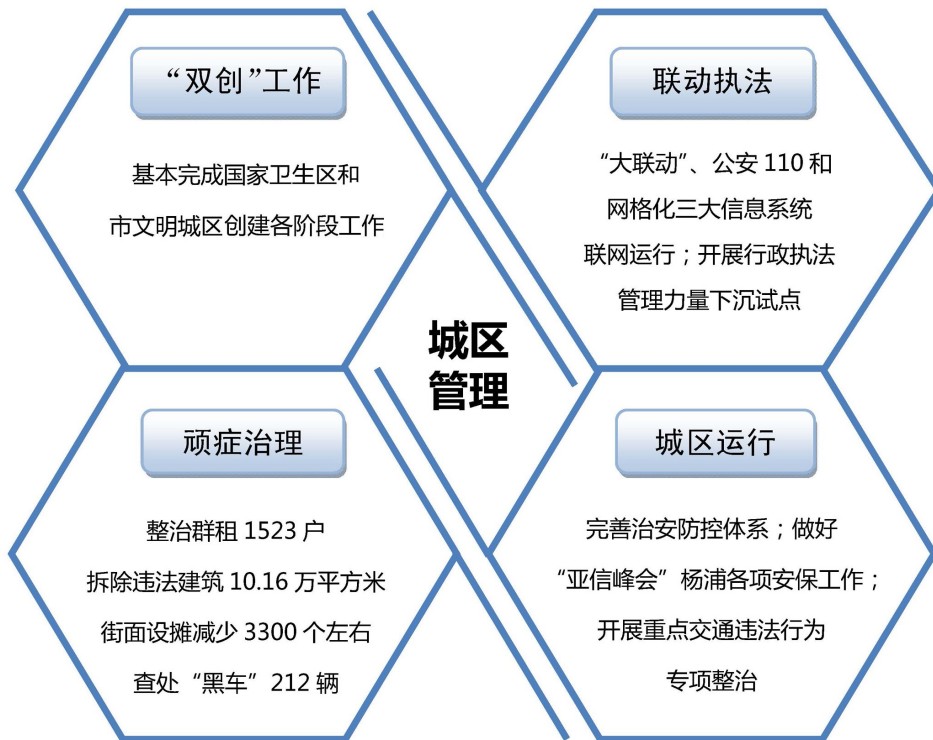 “双创”工作
基本完成国家卫生区和
市文明城区创建各阶段工作
联动执法
“大联动”、公安 110 和
网格化三大信息系统
联网运行；开展行政执法
管理力量下沉试点
城区
管理
顽症治理
整治群租 1523 户
拆除违法建筑 10.16 万平方米
街面设摊减少 3300 个左右
查处“黑车”212 辆
城区运行
完善治安防控体系；做好
“亚信峰会”杨浦各项安保工作；
开展重点交通违法行为
专项整治